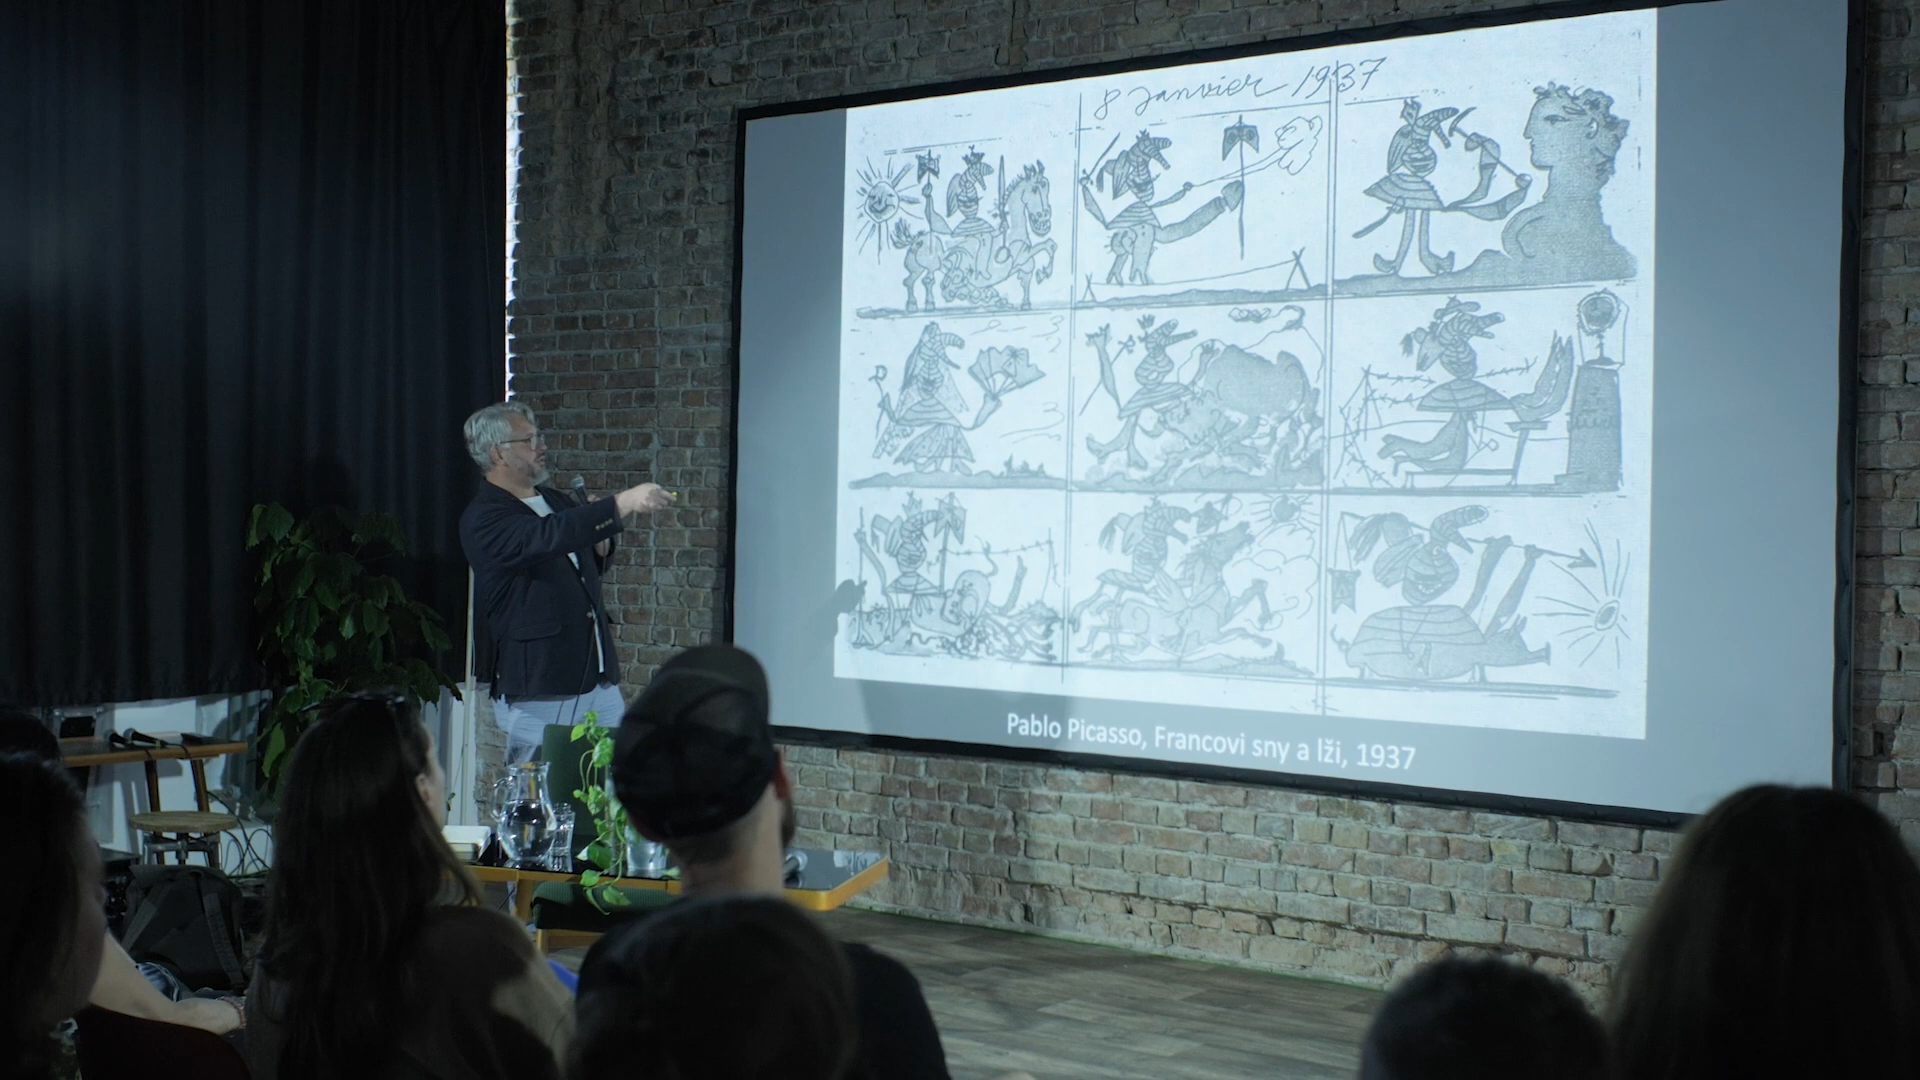 8 Janvier 1937
Pablo Picasso, Francovi sny a lži, 1937